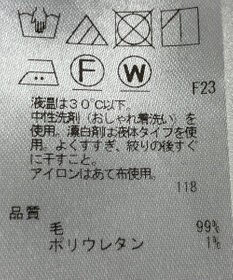 F
W
F23
液温は30℃以下。
中性洗剤（おしゃれ着洗い）を
使用。漂白剤は液体タイプを使
用。よくすすぎ、絞りの後すぐ
に干すこと。
アイロンはあて布使用。
118
品質
毛 99%
ポリウレタン 1%